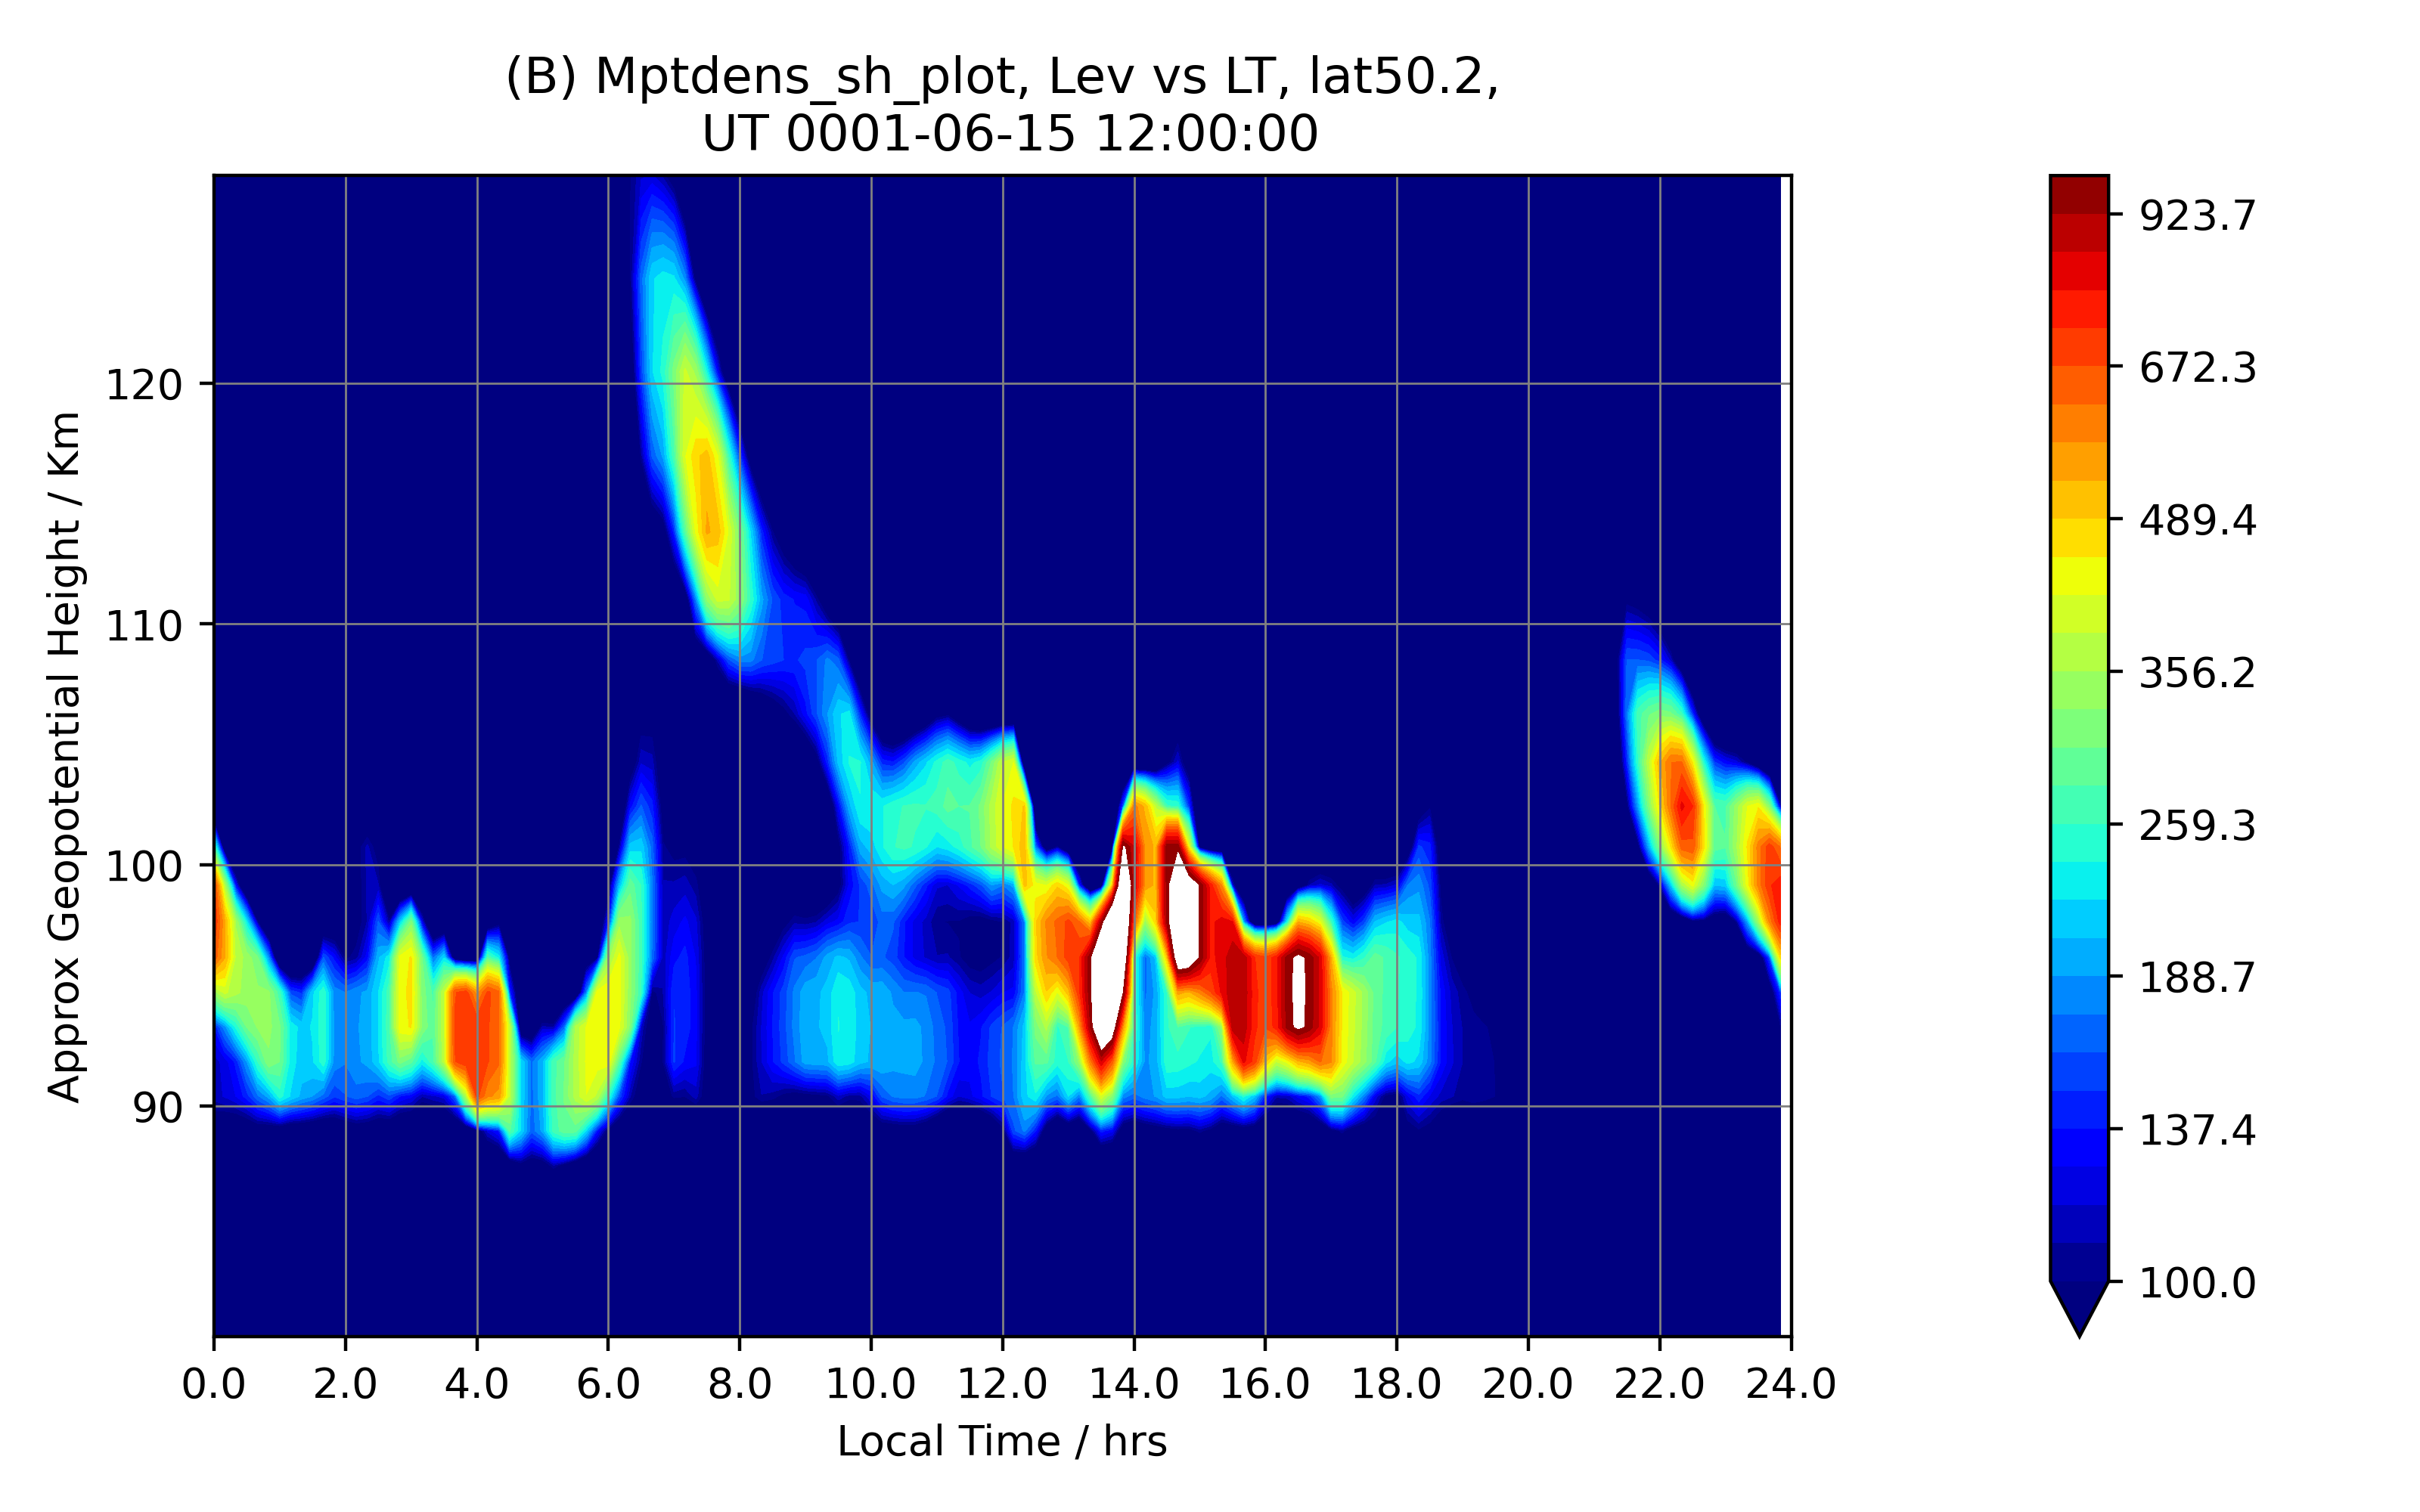 (B) Mptdens_sh_plot, Lev vs LT, lat50.2,
UT 0001-06-15 12:00:00
Approx Geopotential Height / Km
120
110
100
90
0.0 2.0 4.0 6.0 8.0 10.0 12.0 14.0 16.0 18.0 20.0 22.0 24.0
Local Time / hrs
923.7
672.3
489.4
356.2
259.3
188.7
137.4
100.0